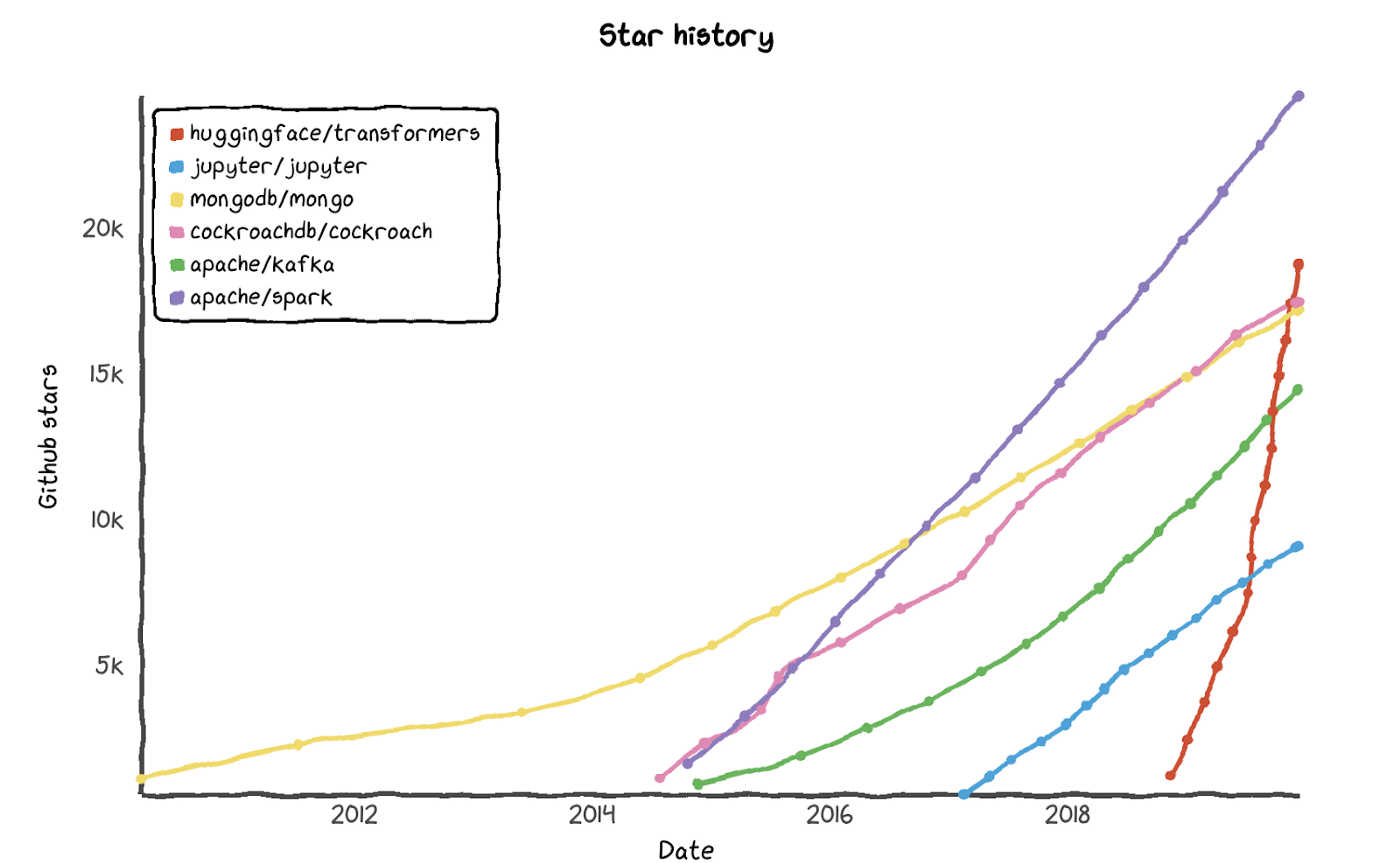 Star history
huggingface/transformers
jupyter/jupyter
mongodb/mongo
cockroachdb/cockroach
apache/kafka
apache/spark
20k
15k
10k
5k
Github stars
2012 2014 2016 2018
Date